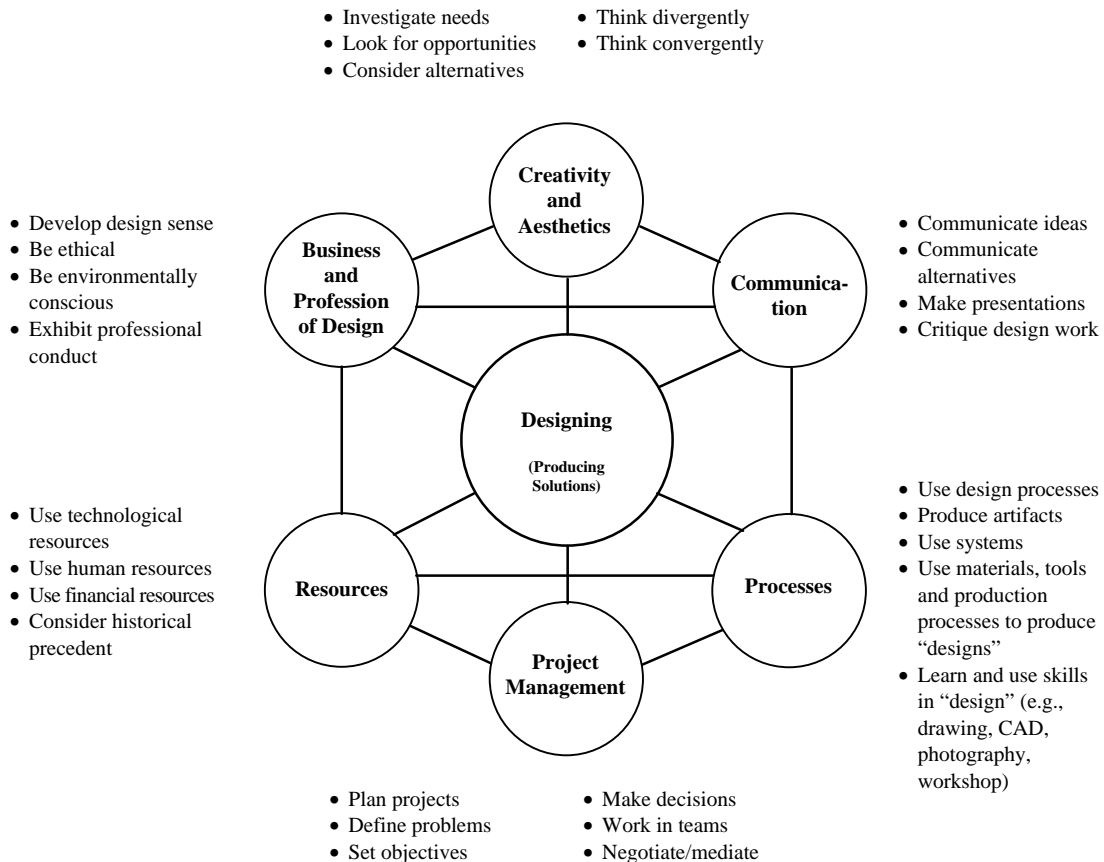 • Investigate needs
• Look for opportunities
• Consider alternatives
• Think divergently
• Think convergently
Creativity
and
Aesthetics
• Develop design sense
• Be ethical
• Be environmentally
conscious
• Exhibit professional
conduct
Business
and
Profession
of Design
Communica-
tion
• Communicate ideas
• Communicate
alternatives
• Make presentations
• Critique design work
Designing
(Producing
Solutions)
• Use technological
resources
• Use human resources
• Use financial resources
• Consider historical
precedent
Resources
Processes
• Use design processes
• Produce artifacts
• Use systems
• Use materials, tools
and production
processes to produce
“designs”
• Learn and use skills
in “design” (e.g.,
drawing, CAD,
photography,
workshop)
Project
Management
• Plan projects
• Define problems
• Set objectives
• Make decisions
• Work in teams
• Negotiate/mediate